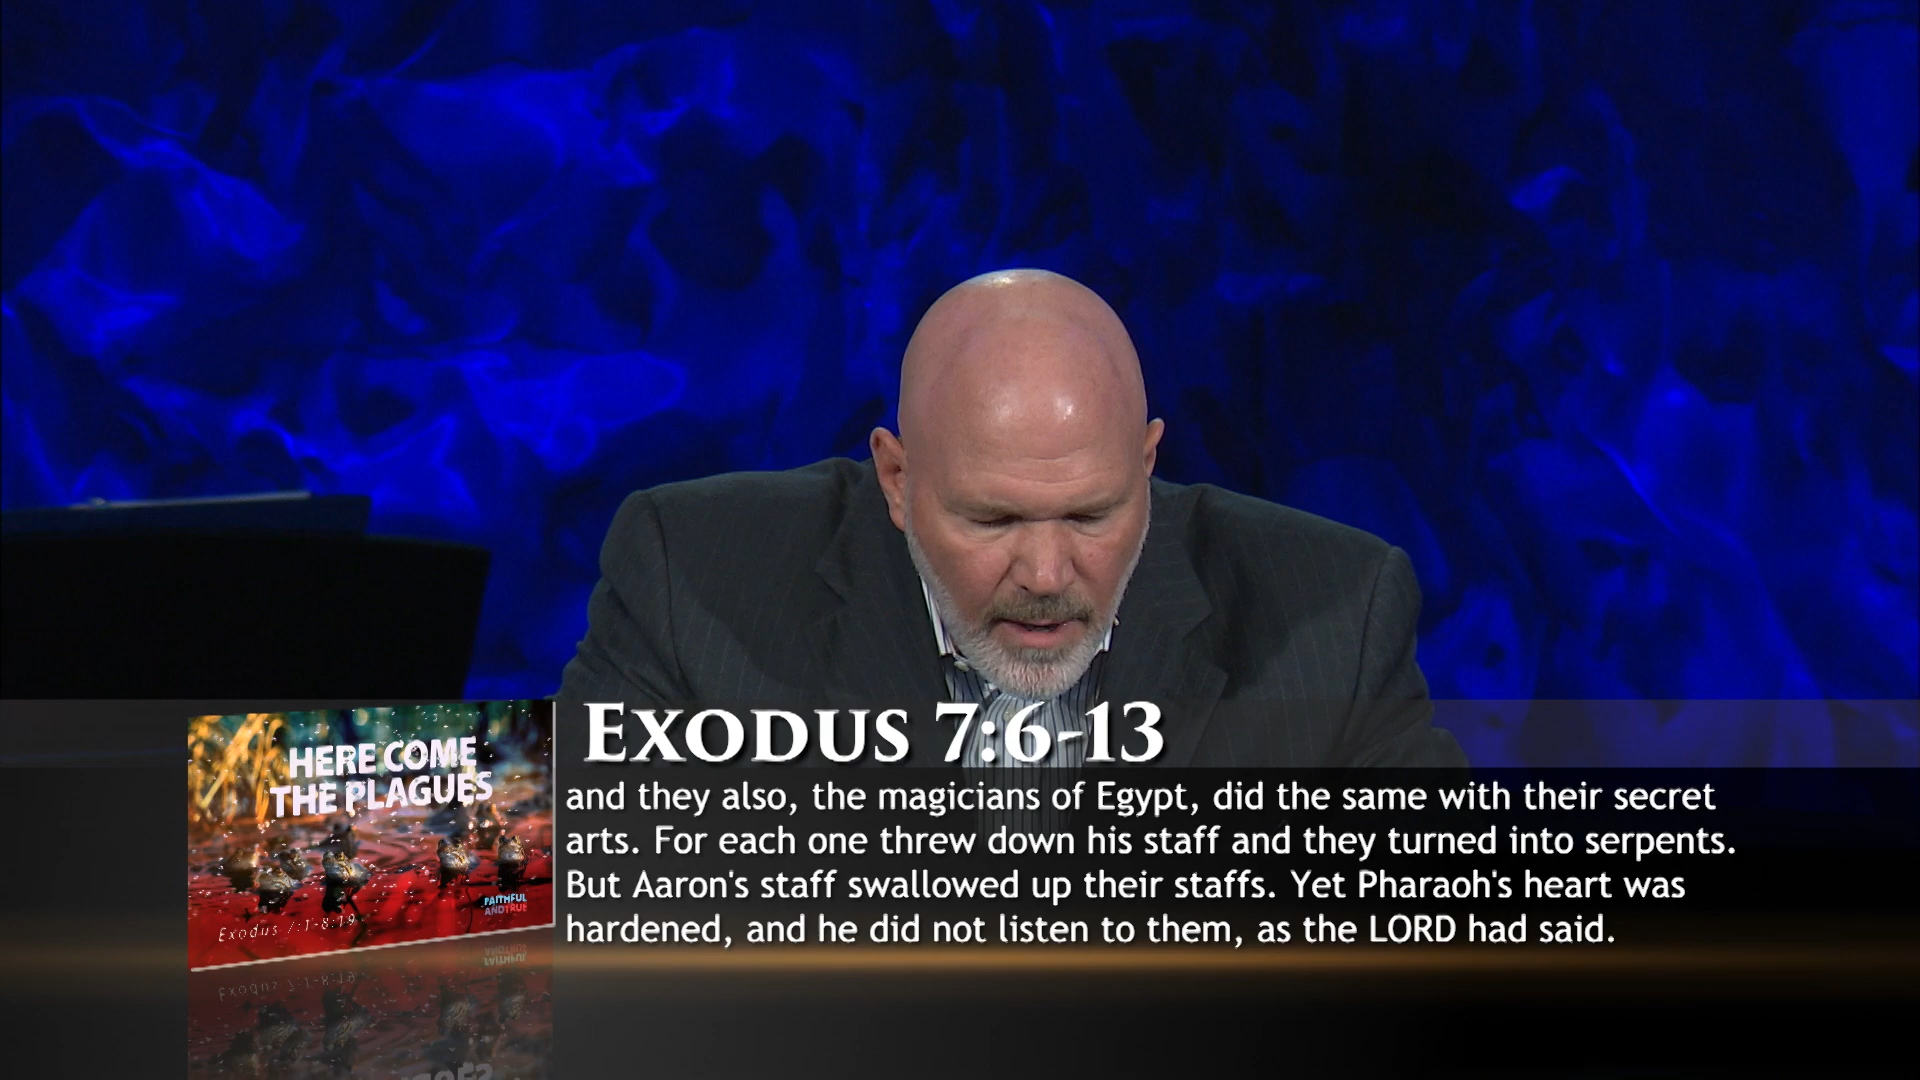 EXODUS 7:6-13
HERE COME
THE PLAGUES
FAITHFUL
ANDTRUE
Exodus 7:1-8:19
and they also, the magicians of Egypt, did the same with their secret
arts. For each one threw down his staff and they turned into serpents.
But Aaron's staff swallowed up their staffs. Yet Pharaoh's heart was
hardened, and he did not listen to them, as the LORD had said.